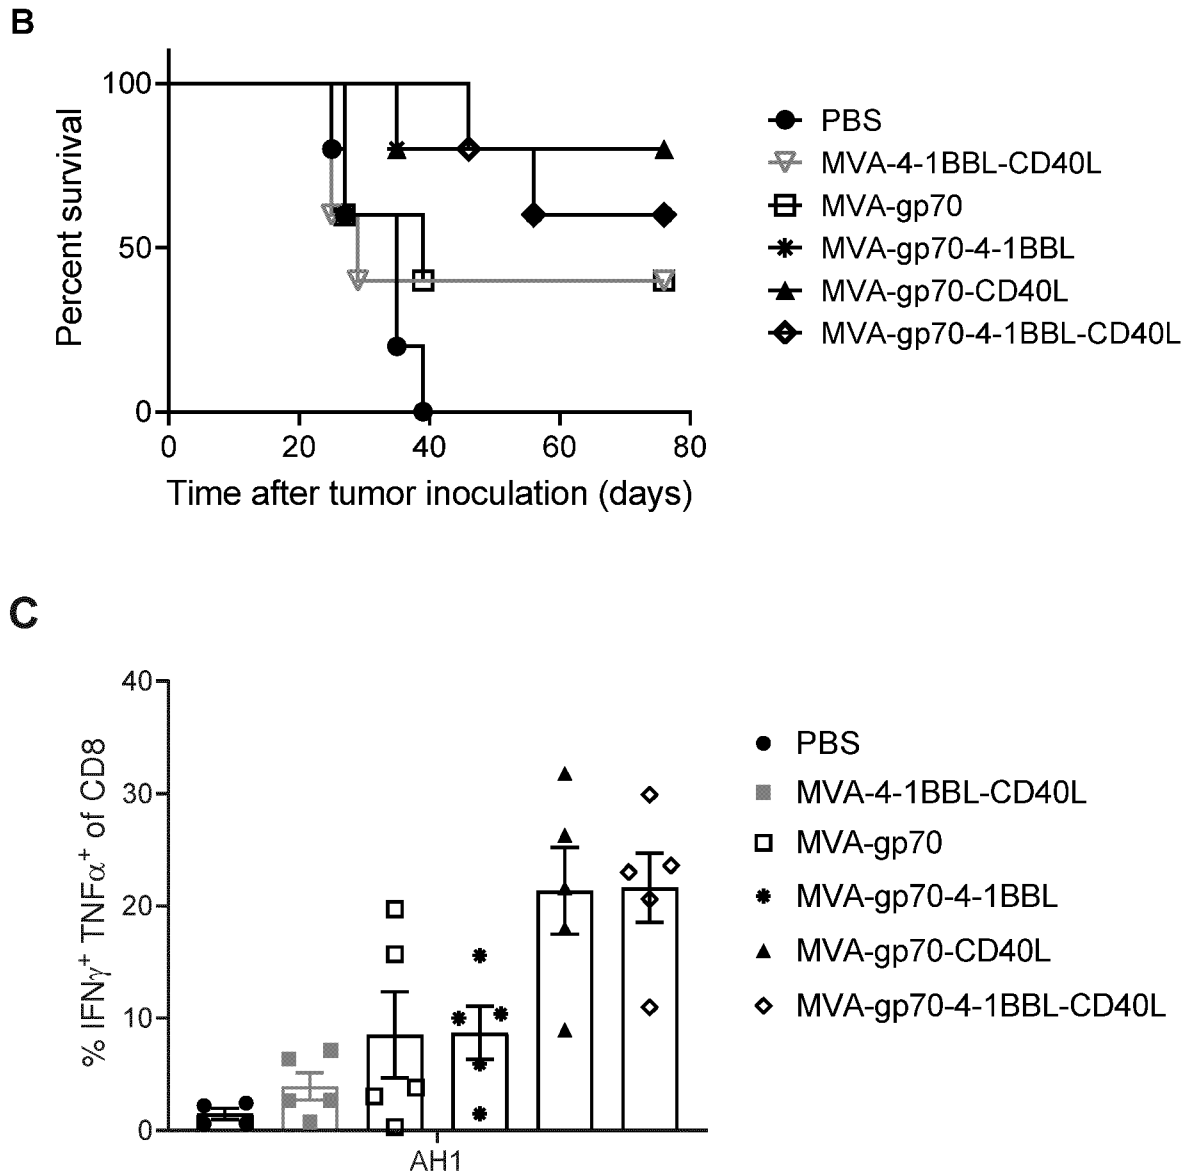 B
100
50
0
0 20 40 60 80
Percent survival
Time after tumor inoculation (days)
PBS
MVA-4-1BBL-CD40L
MVA-gp70
MVA-gp70-4-1BBL
MVA-gp70-CD40L
MVA-gp70-4-1BBL-CD40L
C
40
30
20
10
0
% IFNγ⁺ TNFα⁺ of CD8
AH1
PBS
MVA-4-1BBL-CD40L
MVA-gp70
MVA-gp70-4-1BBL
MVA-gp70-CD40L
MVA-gp70-4-1BBL-CD40L